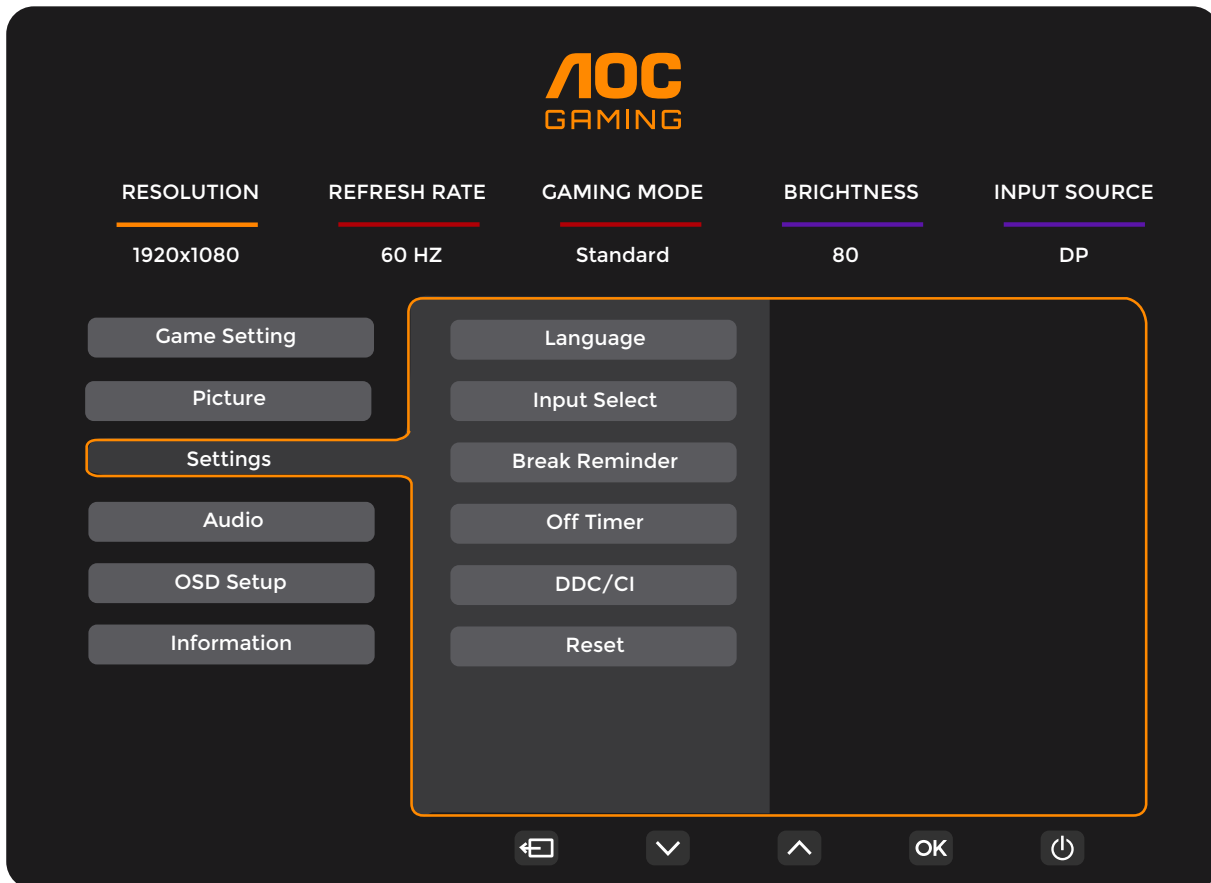 AOC
GAMING
RESOLUTION REFRESH RATE GAMING MODE BRIGHTNESS INPUT SOURCE
1920x1080 60 HZ Standard 80 DP
Game Setting Language
Picture Input Select
Settings Break Reminder
Audio Off Timer
OSD Setup DDC/CI
Information Reset
OK